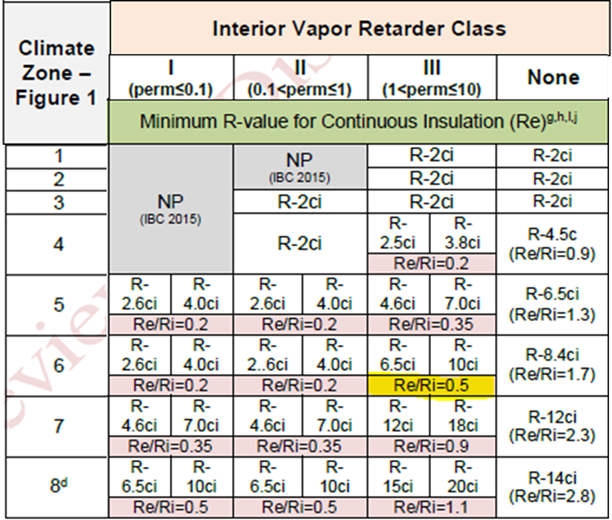 Interior Vapor Retarder Class
Climate
Zone –
Figure 1
I II III None
(perm≤0.1) (0.1<perm≤1) (1<perm≤10)
Minimum R-value for Continuous Insulation (Re)g,h,I,j
1 NP (IBC 2015) NP (IBC 2015) R-2ci R-2ci
2 R-2ci R-2ci
3 R-2ci R-2ci R-2ci
4 R-2ci R-2.5ci R-3.8ci R-4.5c (Re/Ri=0.9)
Re/Ri=0.2
5 R-2.6ci R-4.0ci R-2.6ci R-4.0ci R-4.6ci R-7.0ci R-6.5ci (Re/Ri=1.3)
Re/Ri=0.2 Re/Ri=0.2 Re/Ri=0.35
6 R-2.6ci R-4.0ci R-2..6ci R-4.0ci R-6.5ci R-10ci R-8.4ci (Re/Ri=1.7)
Re/Ri=0.2 Re/Ri=0.2 Re/Ri=0.5
7 R-4.6ci R-7.0ci R-4.6ci R-7.0ci R-12ci R-18ci R-12ci (Re/Ri=2.3)
Re/Ri=0.35 Re/Ri=0.35 Re/Ri=0.9
8d R-6.5ci R-10ci R-6.5ci R-10ci R-15ci R-20ci R-14ci (Re/Ri=2.8)
Re/Ri=0.5 Re/Ri=0.5 Re/Ri=1.1